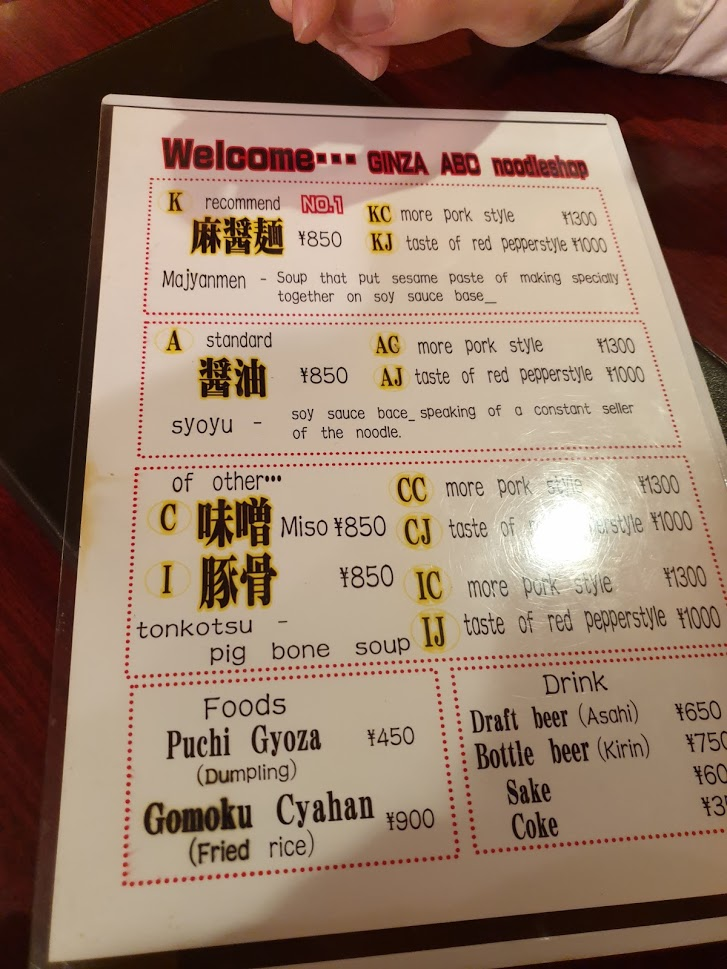 Welcome… GINZA ABC noodleshop
K recommend NO.1
麻醤麺 ¥850
KC more pork style ¥1300
KJ taste of red pepperstyle ¥1000
Majyanmen - Soup that put sesame paste of making specially
together on soy sauce base_
A standard
醤油 ¥850
AC more pork style ¥1300
AJ taste of red pepperstyle ¥1000
syoyu - soy sauce bace_ speaking of a constant seller
of the noodle.
of other…
C 味噌 Miso ¥850
CC more pork style ¥1300
CJ taste of red pepperstyle ¥1000
I 豚骨 ¥850
IC more pork style ¥1300
IJ taste of red pepperstyle ¥1000
tonkotsu -
pig bone soup
Foods
Puchi Gyoza ¥450
(Dumpling)
Gomoku Cyahan ¥900
(Fried rice)
Drink
Draft beer (Asahi) ¥650
Bottle beer (Kirin) ¥750
Sake
Coke